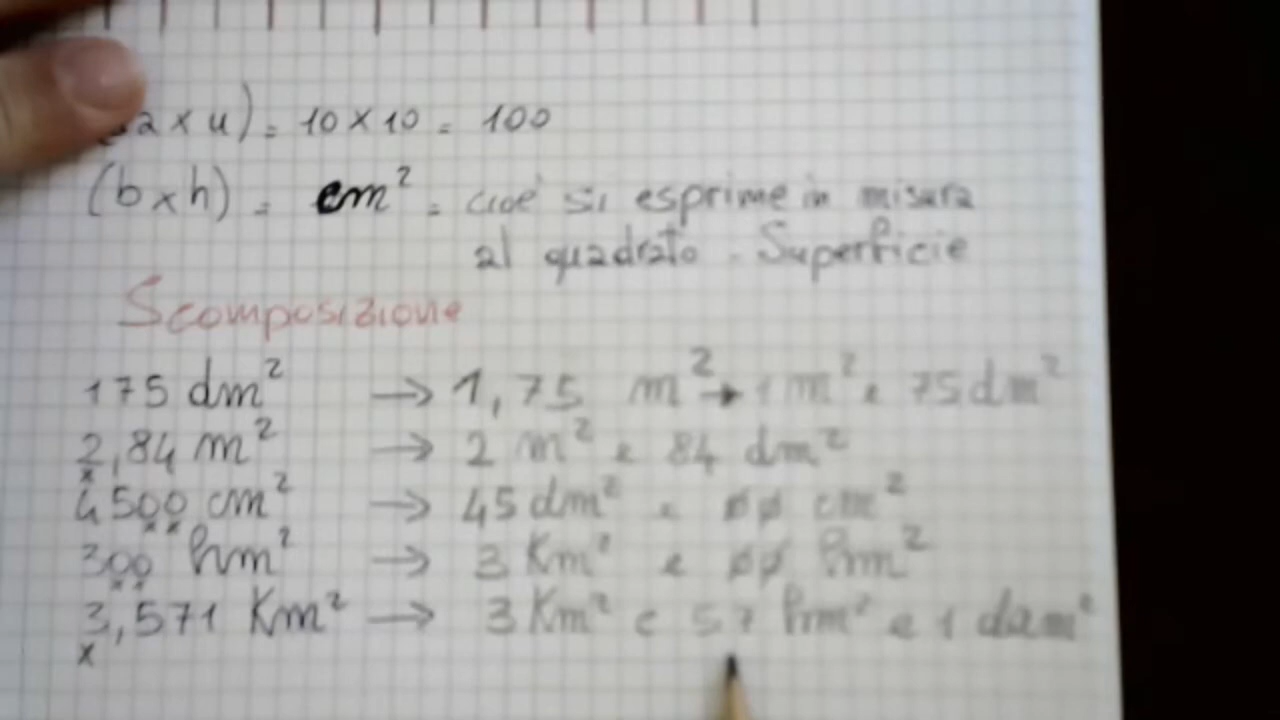 a x u) = 10 x 10 = 100
(b x h) = cm² = cioè si esprime in misura
al quadrato. Superficie
Scomposizione
175 dm² → 1,75 m² → 1 m² e 75 dm²
2,84 m² → 2 m² e 84 dm²
x
4500 cm² → 45 dm² e 00 cm²
x x
300 hm² → 3 Km² e 00 hm²
x x
3,571 Km² → 3 Km² e 57 hm² e 1 dam²
x